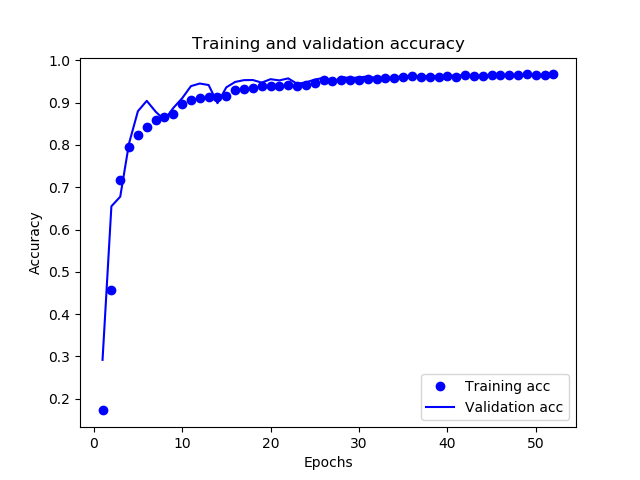 Training and validation accuracy
1.0
0.9
0.8
0.7
0.6
0.5
0.4
0.3
0.2
Accuracy
Training acc
Validation acc
0 10 20 30 40 50
Epochs